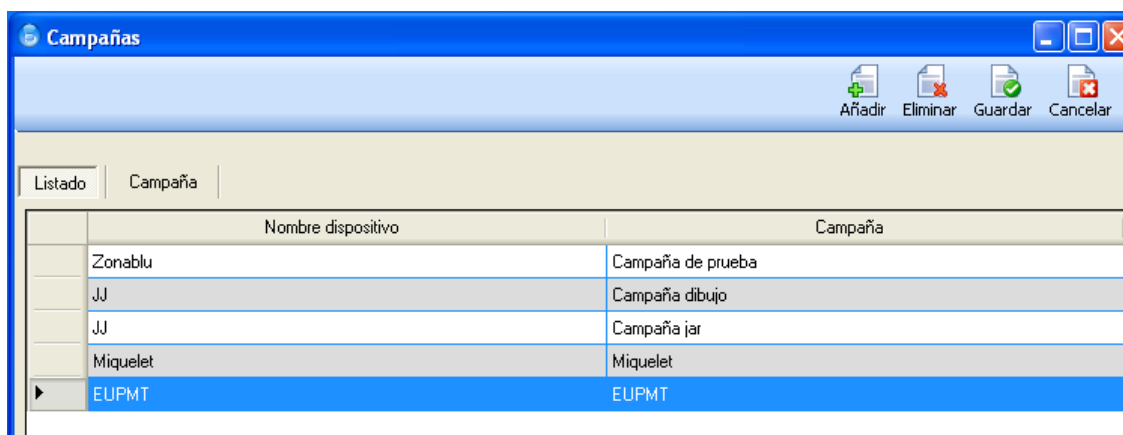 Campañas
Añadir Eliminar Guardar Cancelar
Listado Campaña
Nombre dispositivo Campaña
Zonablu Campaña de prueba
JJ Campaña dibujo
JJ Campaña jar
Miquelet Miquelet
EUPMT EUPMT